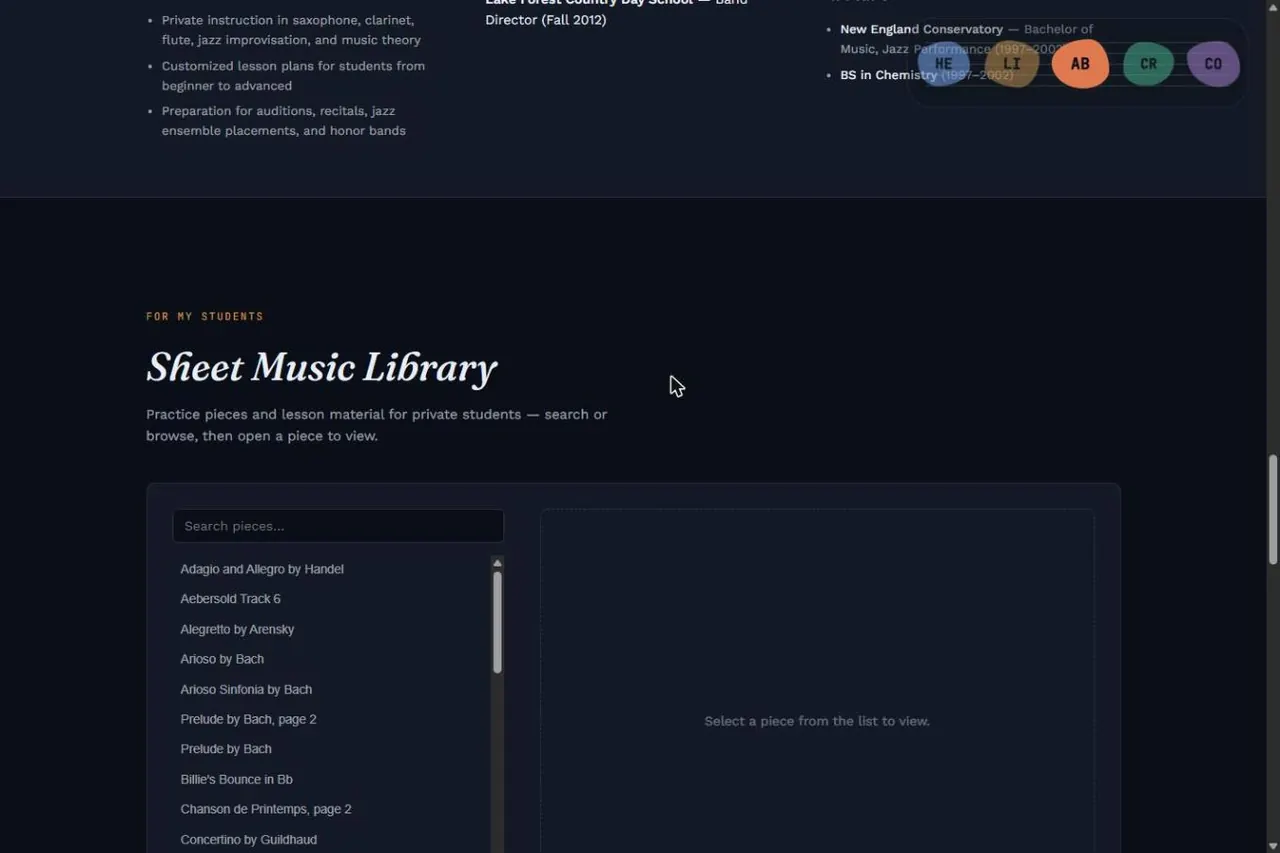 Private instruction in saxophone, clarinet,
flute, jazz improvisation, and music theory
Customized lesson plans for students from
beginner to advanced
Preparation for auditions, recitals, jazz
ensemble placements, and honor bands
Lake Forest Country Day School — Band
Director (Fall 2012)
New England Conservatory — Bachelor of
Music, Jazz Performance (1997–2002)
BS in Chemistry (1997–2002)
HE
LI
AB
CR
CO
FOR MY STUDENTS
Sheet Music Library
Practice pieces and lesson material for private students — search or
browse, then open a piece to view.
Search pieces...
Adagio and Allegro by Handel
Aebersold Track 6
Alegretto by Arensky
Arioso by Bach
Arioso Sinfonia by Bach
Prelude by Bach, page 2
Prelude by Bach
Billie's Bounce in Bb
Chanson de Printemps, page 2
Concertino by Guildhaud
Select a piece from the list to view.